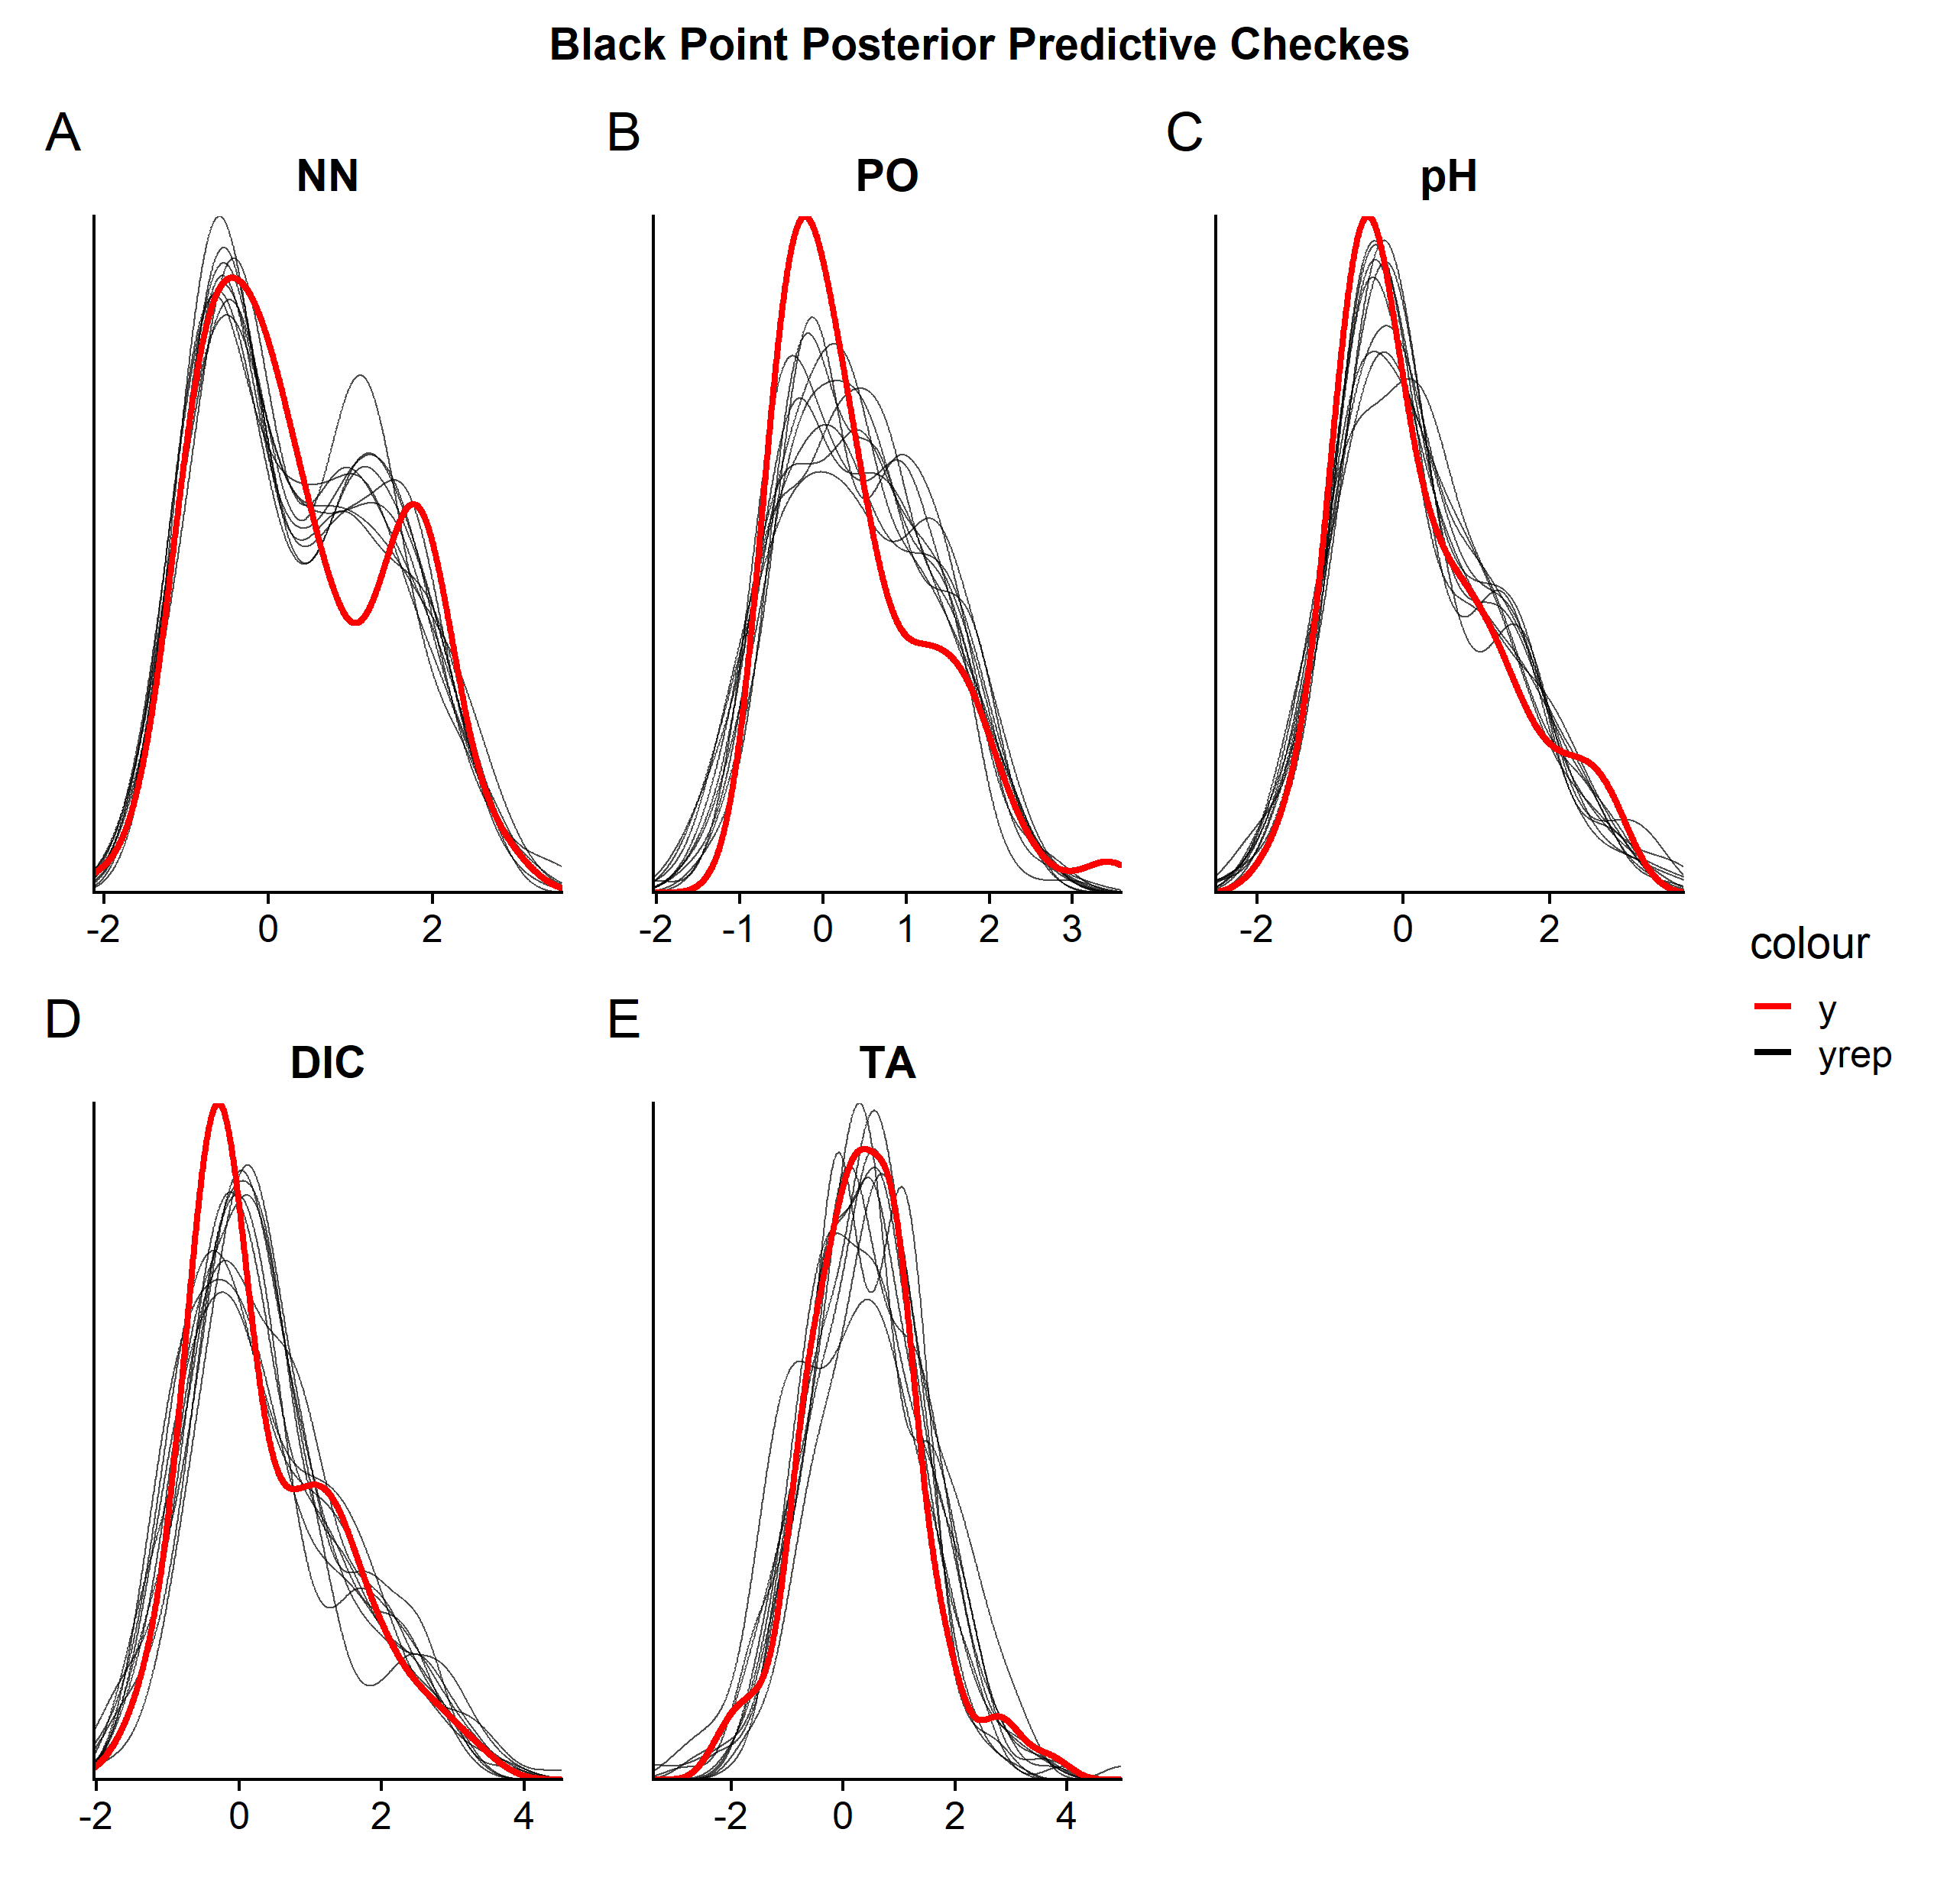 Black Point Posterior Predictive Checkes
A B C
NN PO pH
-2 0 2 -2 -1 0 1 2 3 -2 0 2
colour
y
yrep
D E
DIC TA
-2 0 2 4 -2 0 2 4